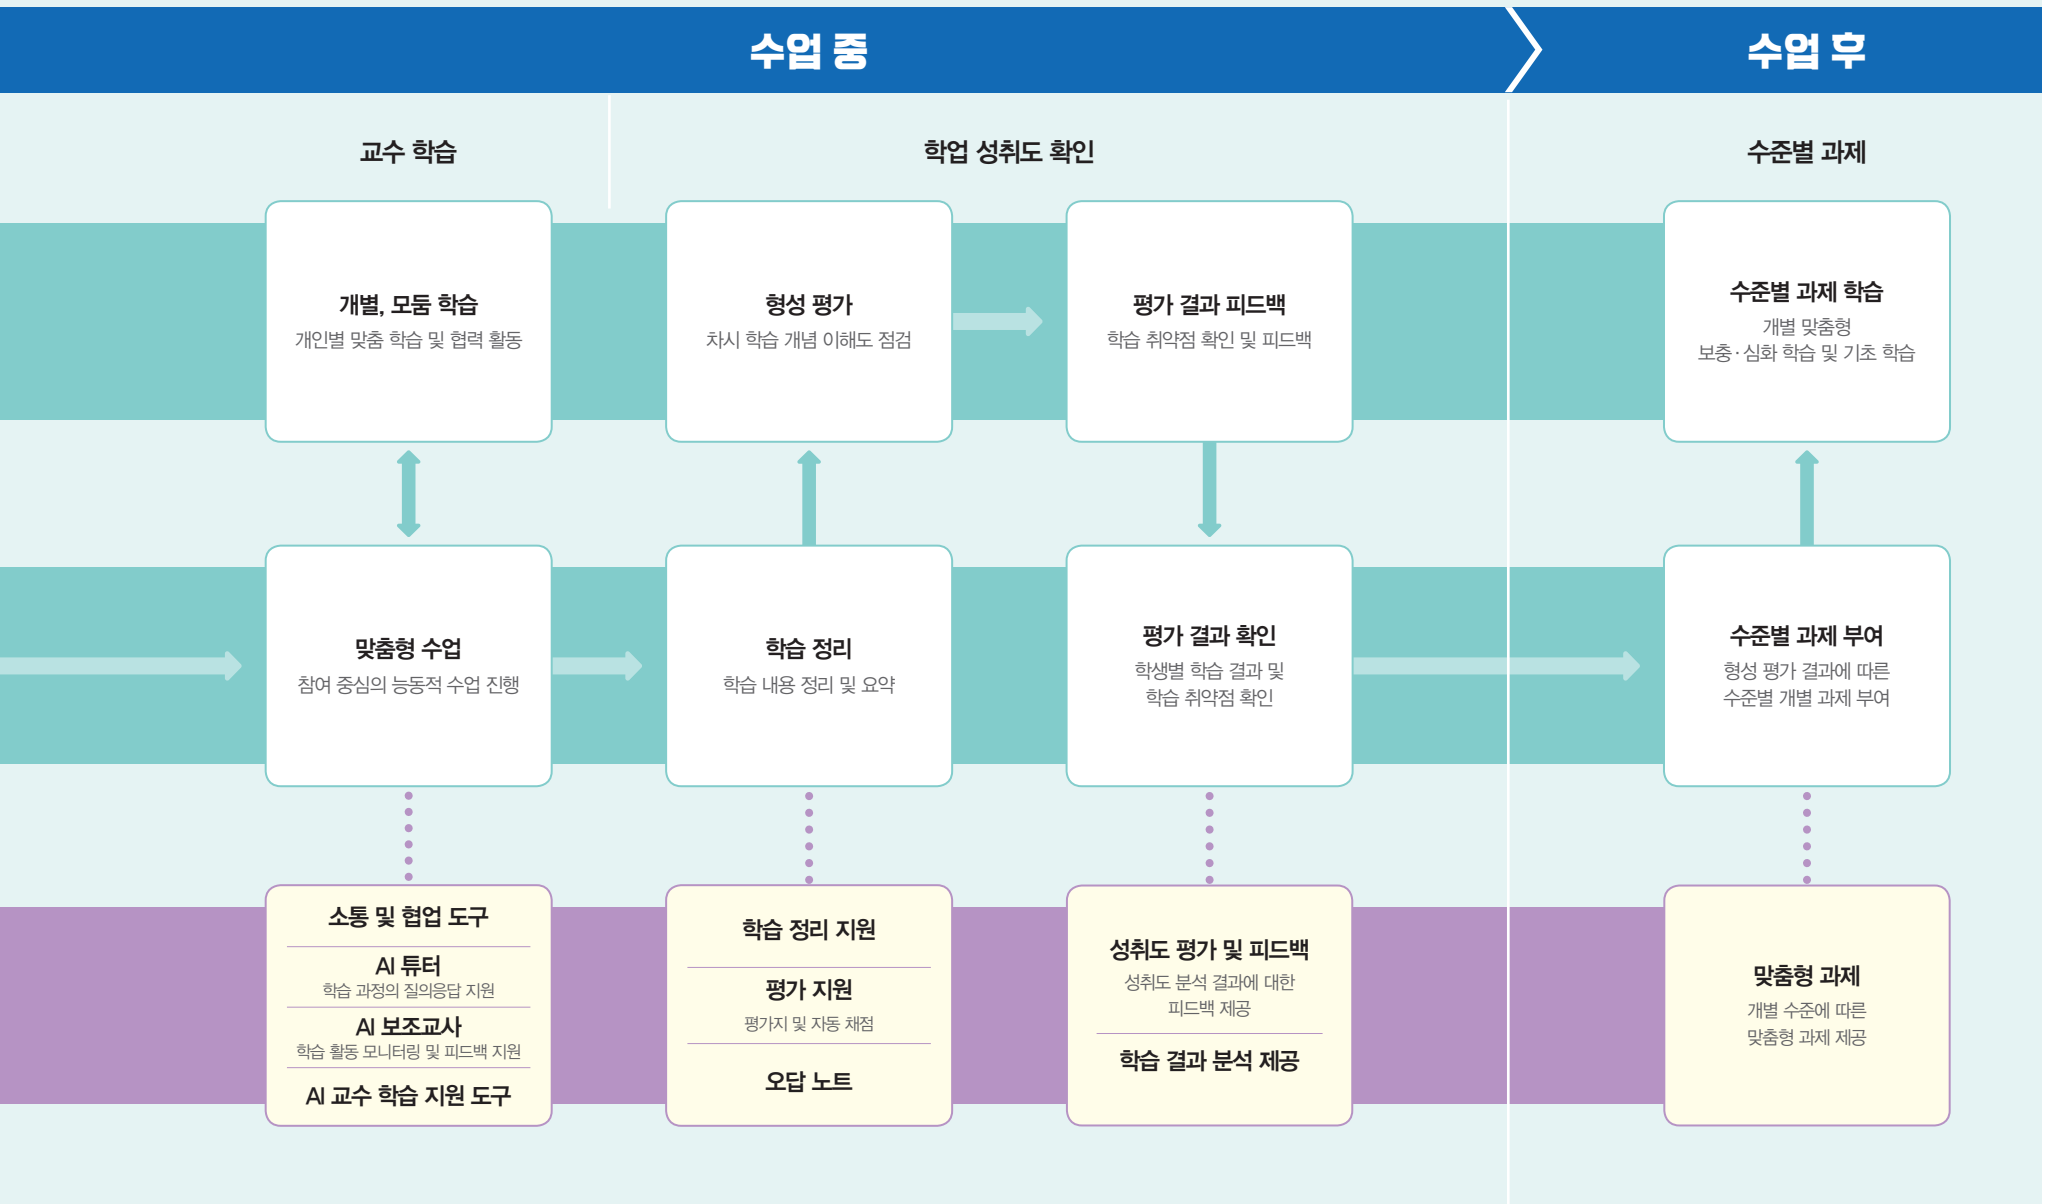 수업 중
수업 후
교수 학습
학업 성취도 확인
수준별 과제
개별, 모둠 학습
개인별 맞춤 학습 및 협력 활동
형성 평가
차시 학습 개념 이해도 점검
평가 결과 피드백
학습 취약점 확인 및 피드백
수준별 과제 학습
개별 맞춤형
보충·심화 학습 및 기초 학습
맞춤형 수업
참여 중심의 능동적 수업 진행
학습 정리
학습 내용 정리 및 요약
평가 결과 확인
학생별 학습 결과 및
학습 취약점 확인
수준별 과제 부여
형성 평가 결과에 따른
수준별 개별 과제 부여
소통 및 협업 도구
AI 튜터
학습 과정의 질의응답 지원
AI 보조교사
학습 활동 모니터링 및 피드백 지원
AI 교수 학습 지원 도구
학습 정리 지원
평가 지원
평가지 및 자동 채점
오답 노트
성취도 평가 및 피드백
성취도 분석 결과에 대한
피드백 제공
학습 결과 분석 제공
맞춤형 과제
개별 수준에 따른
맞춤형 과제 제공